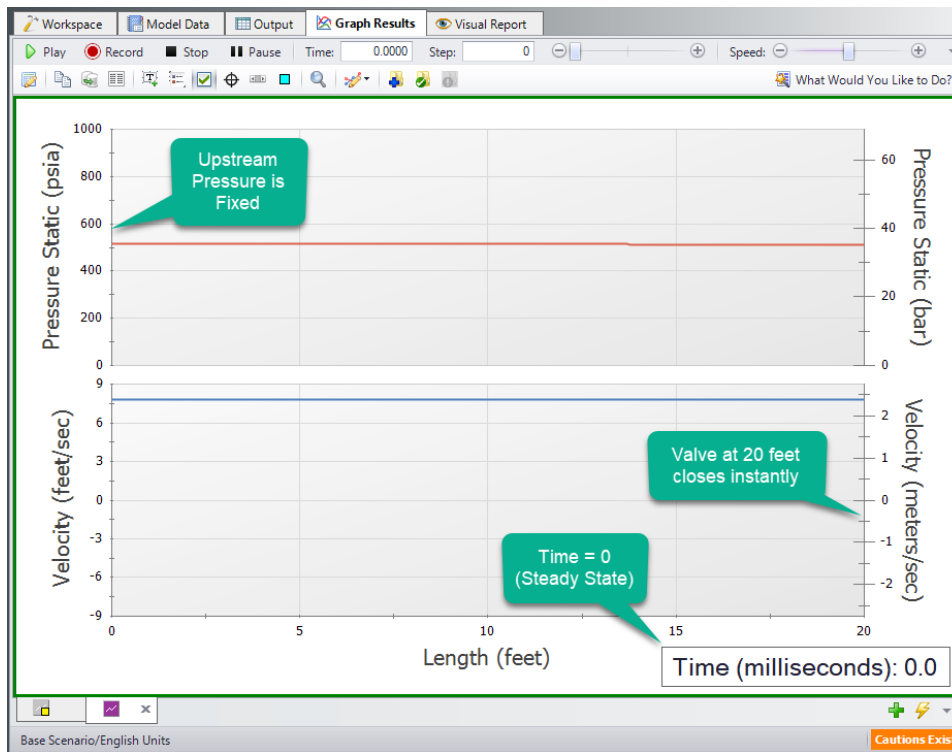 Workspace
Model Data
Output
Graph Results
Visual Report
Play
Record
Stop
Pause
Time:
0.0000
Step:
0
Speed:
What Would You Like to Do?
1000
800
600
400
200
0
Pressure Static (psia)
Upstream
Pressure is
Fixed
60
40
20
0
Pressure Static (bar)
9
6
3
0
-3
-6
-9
Velocity (feet/sec)
Valve at 20 feet
closes instantly
Time = 0
(Steady State)
2
1
0
-1
-2
Velocity (meters/sec)
0
5
10
15
20
Length (feet)
Time (milliseconds): 0.0
Base Scenario/English Units
Cautions Exis